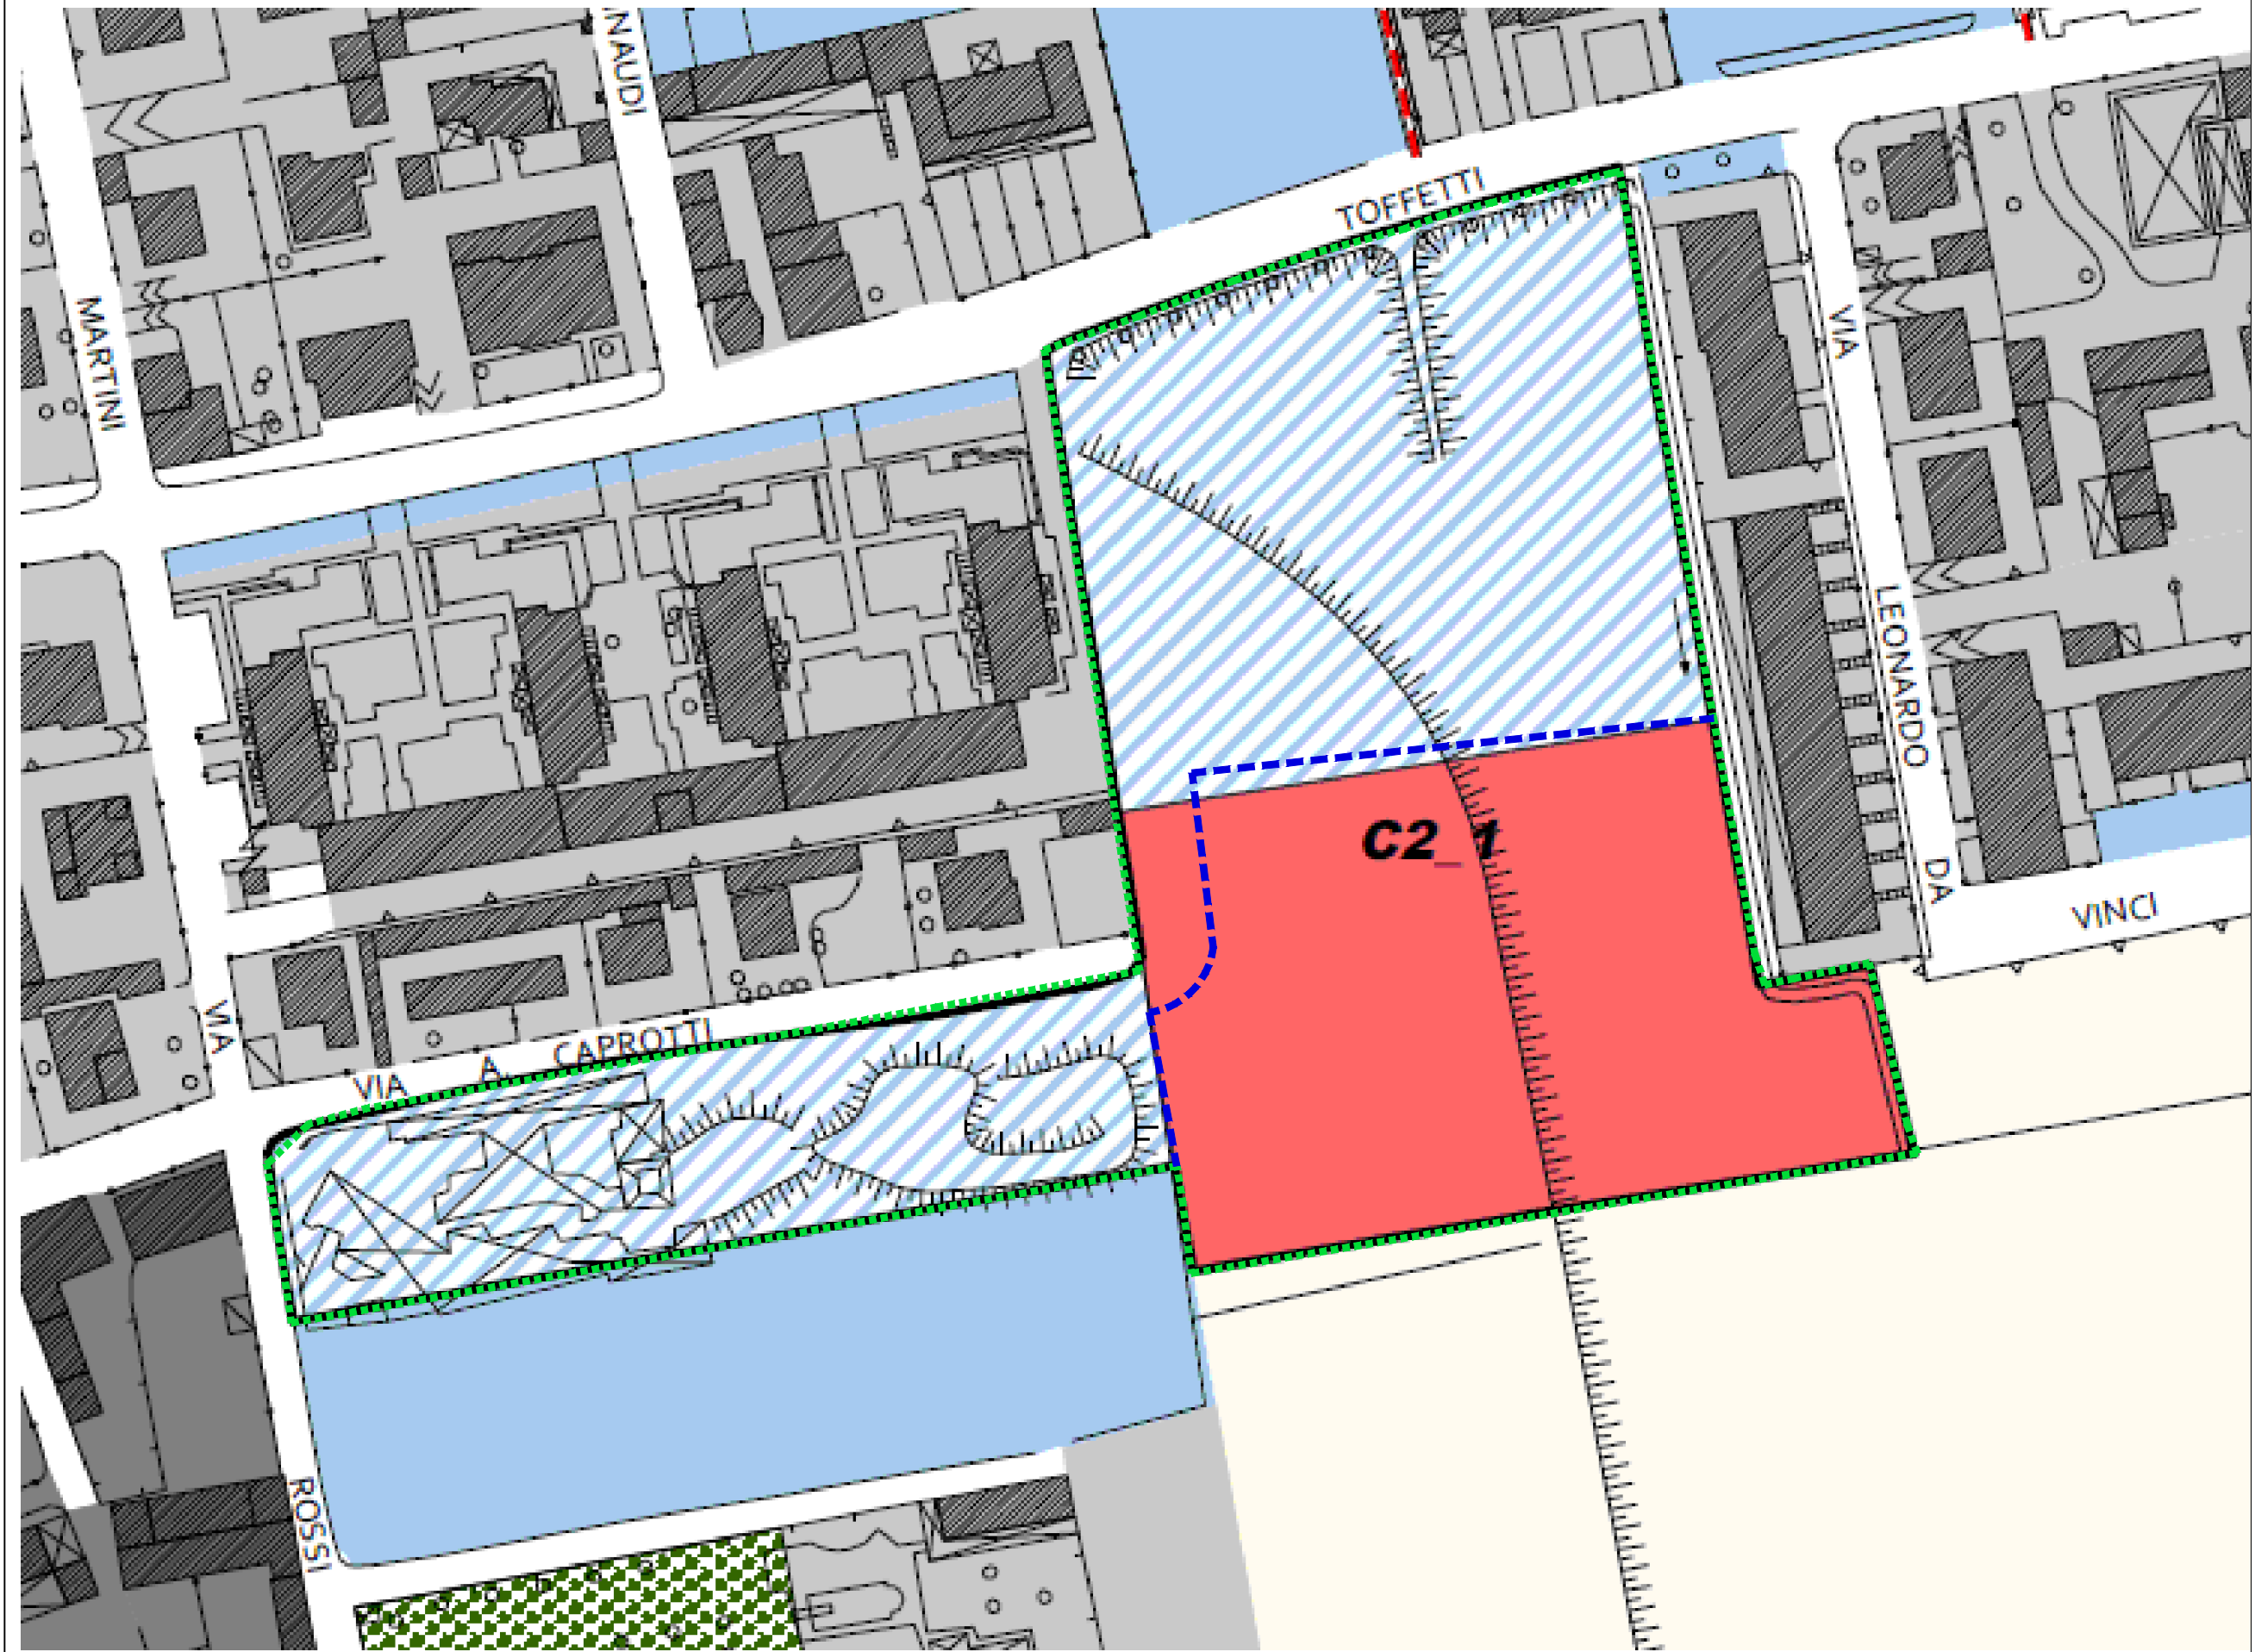 NAUDI
TOFFETTI
MARTINI
VIA
LEONARDO
C2_1
DA
VINCI
VIA
VIA A. CAPROTTI
ROSSI